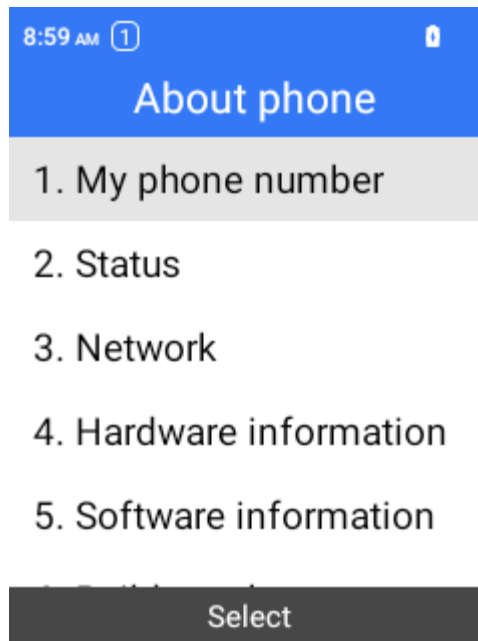 8:59 AM 1
About phone
1. My phone number
2. Status
3. Network
4. Hardware information
5. Software information
Select